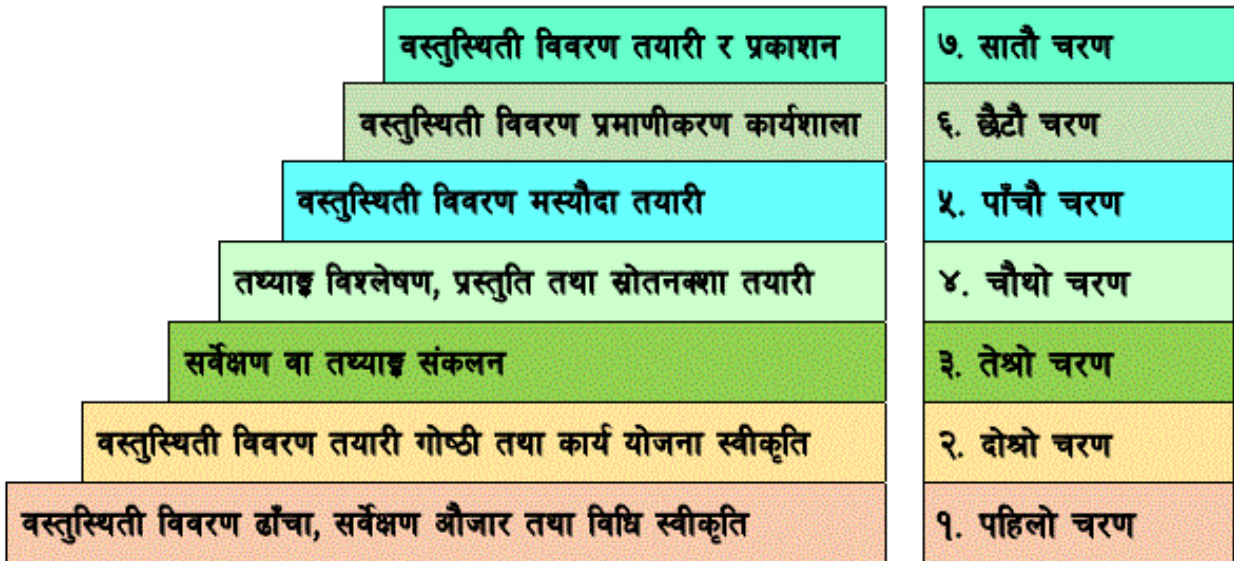 वस्तुस्थिती विवरण तयारी र प्रकाशन ७. सातौ चरण
वस्तुस्थिती विवरण प्रमाणीकरण कार्यशाला ६. छैटौ चरण
वस्तुस्थिती विवरण मस्यौदा तयारी ५. पाँचौ चरण
तथ्याङ्क विश्लेषण, प्रस्तुति तथा स्रोतनक्शा तयारी ४. चौथो चरण
सर्वेक्षण वा तथ्याङ्क संकलन ३. तेश्रो चरण
वस्तुस्थिती विवरण तयारी गोष्ठी तथा कार्य योजना स्वीकृति २. दोश्रो चरण
वस्तुस्थिती विवरण ढाँचा, सर्वेक्षण औजार तथा विधि स्वीकृति १. पहिलो चरण